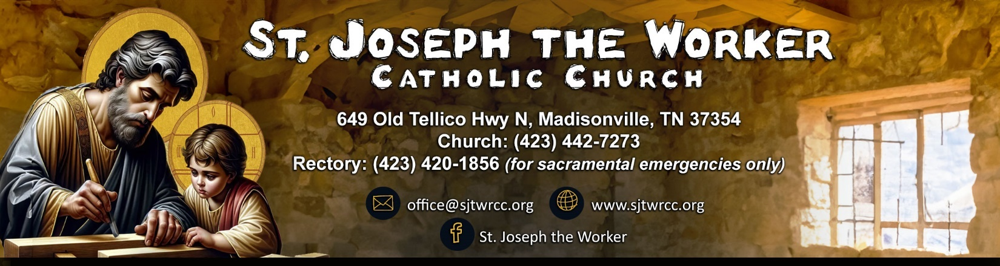 St. Joseph the Worker
Catholic Church
649 Old Tellico Hwy N, Madisonville, TN 37354
Church: (423) 442-7273
Rectory: (423) 420-1856 (for sacramental emergencies only)
office@sjtwrcc.org www.sjtwrcc.org
St. Joseph the Worker